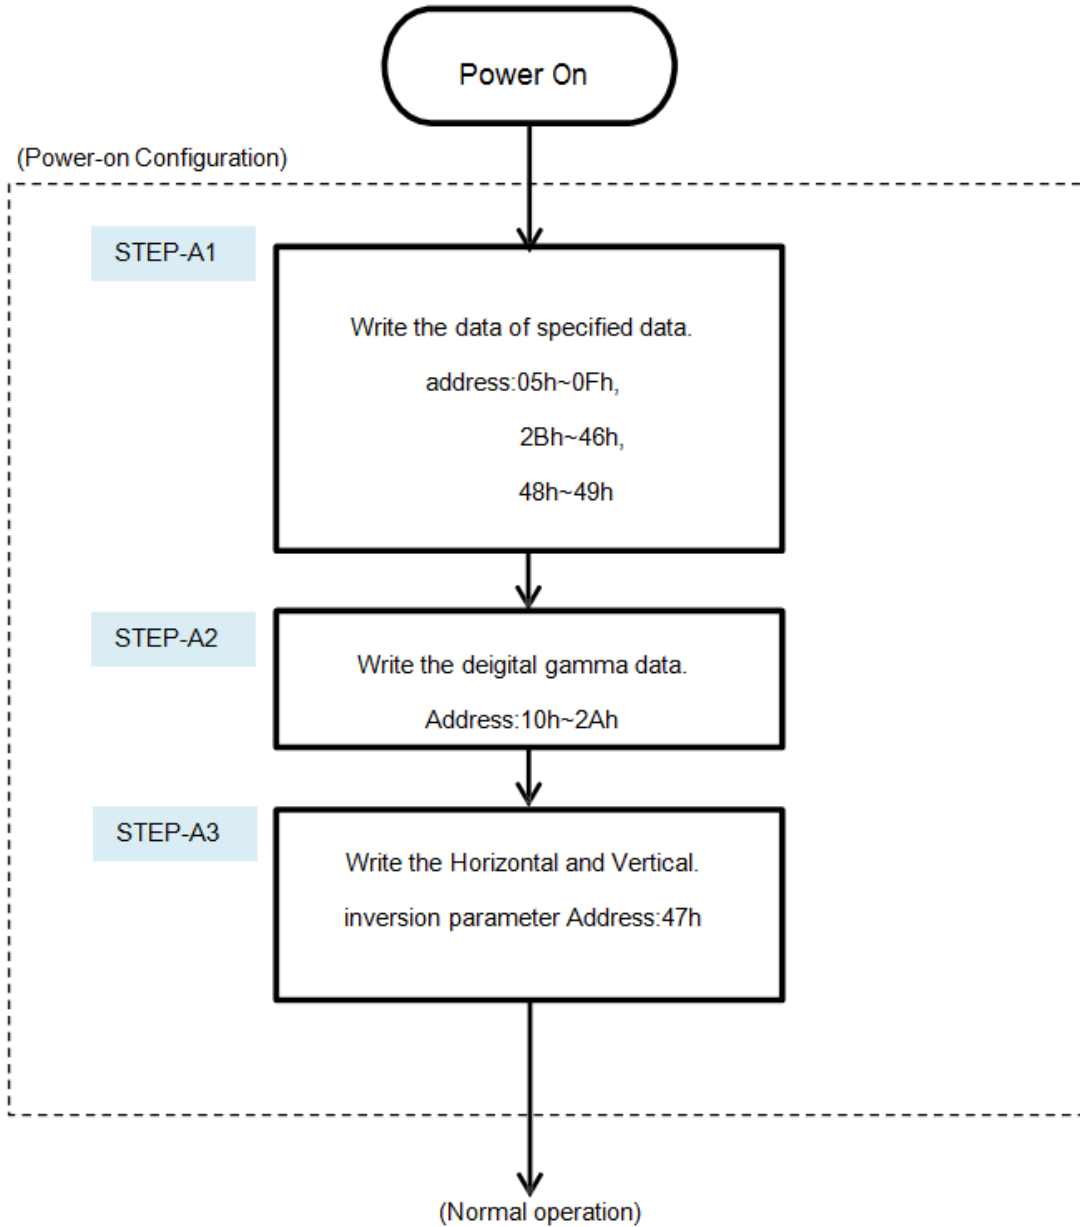 Power On
(Power-on Configuration)
STEP-A1
Write the data of specified data.
address:05h~0Fh,
2Bh~46h,
48h~49h
STEP-A2
Write the deigital gamma data.
Address:10h~2Ah
STEP-A3
Write the Horizontal and Vertical.
inversion parameter Address:47h
(Normal operation)